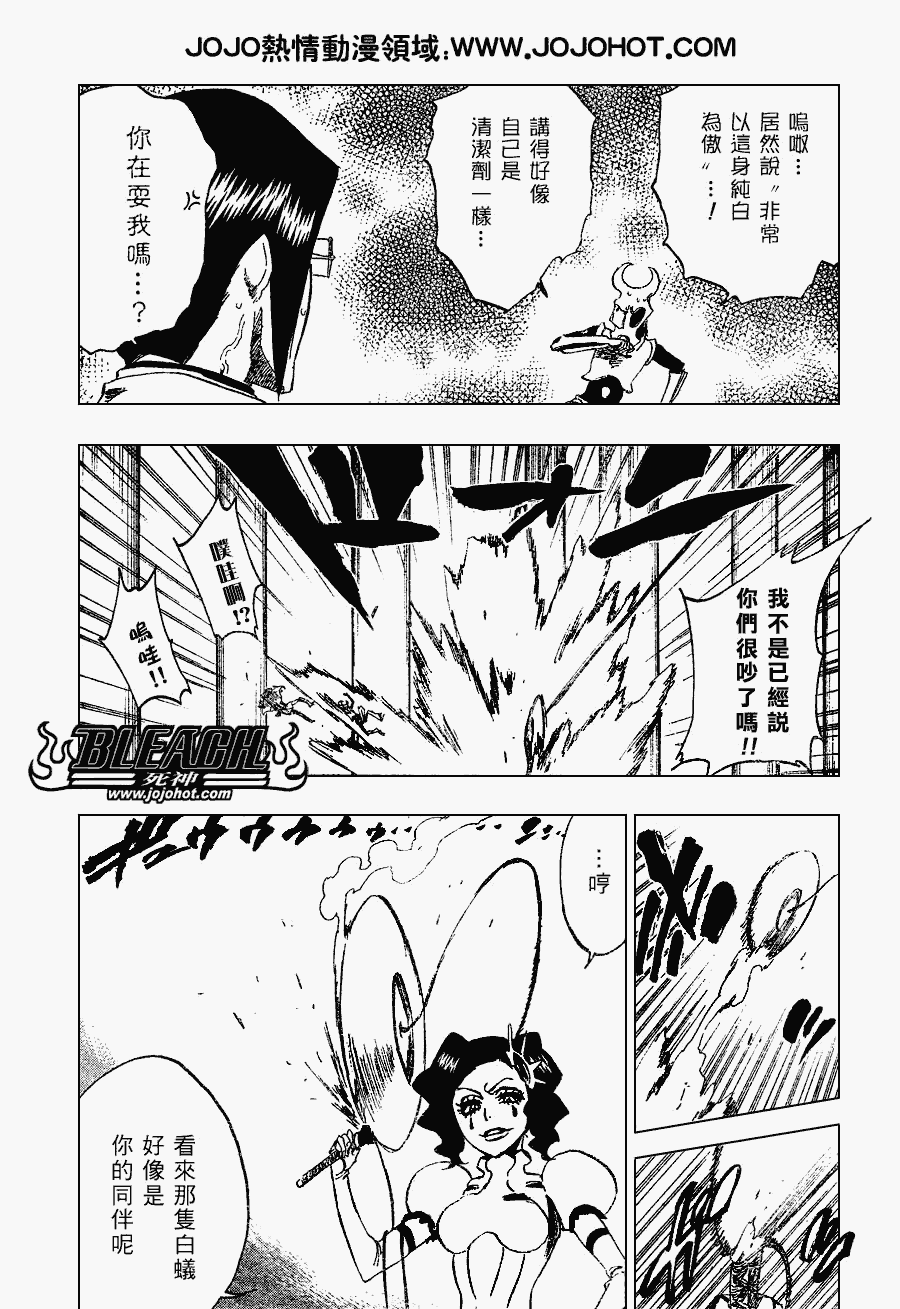 JOJO熱情動漫領域:WWW.JOJOHOT.COM
嗚呶…
居然說〝非常
以這身純白
為傲〞…!
講得好像
自己是
清潔劑一樣…
你在耍我嗎…?
ドオン
我不是已經說
你們很吵了嗎!!
噗哇啊!?
嗚哇!!
BLEACH
死神
www.jojohot.com
…哼
看來那隻白蟻
好像是
你的同伴呢